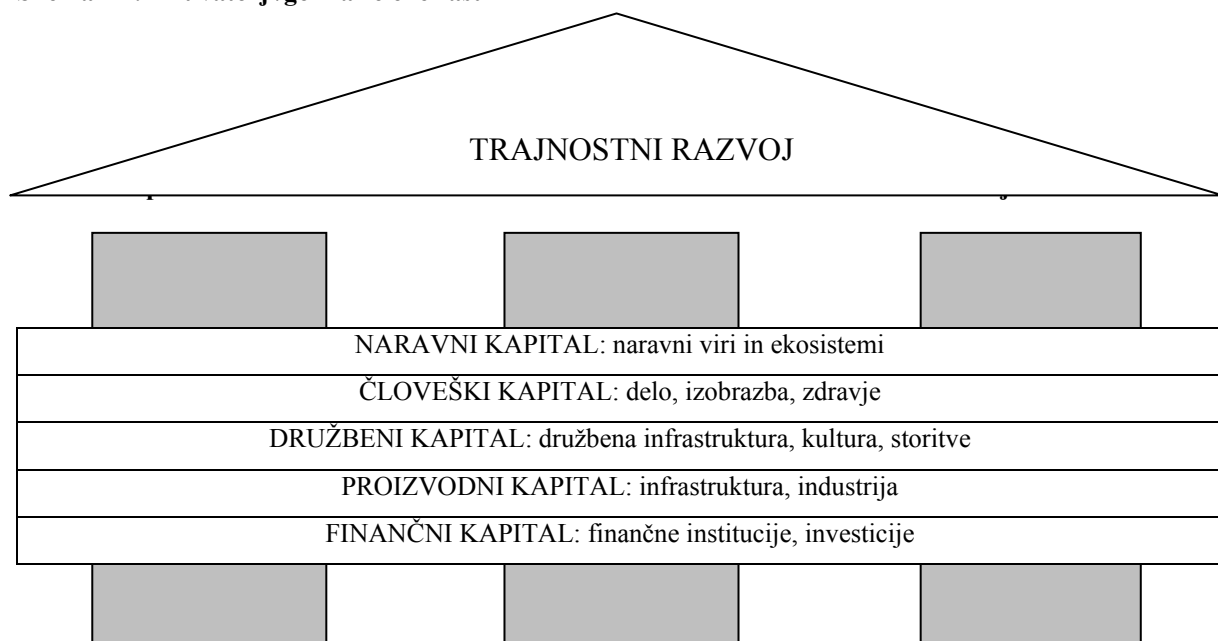 TRAJNOSTNI RAZVOJ
NARAVNI KAPITAL: naravni viri in ekosistemi
ČLOVEŠKI KAPITAL: delo, izobrazba, zdravje
DRUŽBENI KAPITAL: družbena infrastruktura, kultura, storitve
PROIZVODNI KAPITAL: infrastruktura, industrija
FINANČNI KAPITAL: finančne institucije, investicije